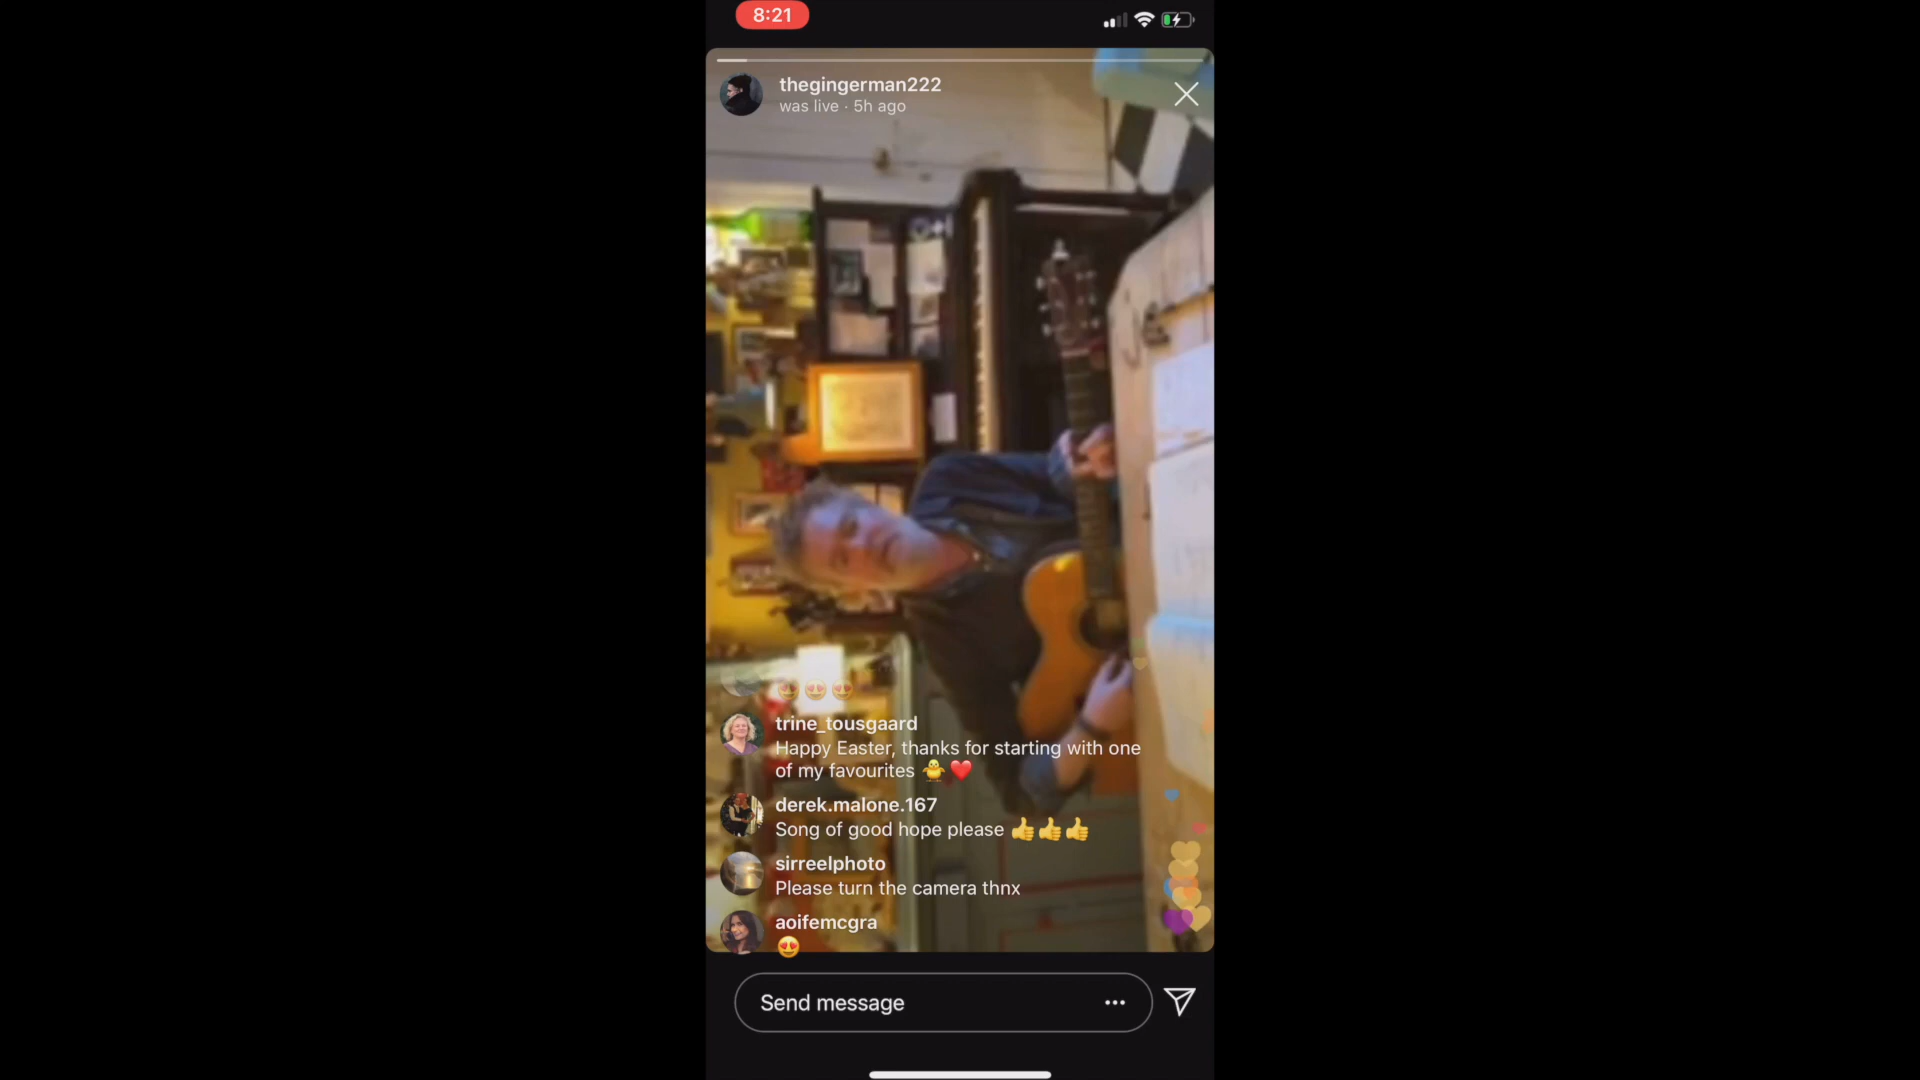 8:21
thegingerman222
was live · 5h ago
😍😍😍
trine_tousgaard
Happy Easter, thanks for starting with one
of my favourites 🐥❤️
derek.malone.167
Song of good hope please 👍👍👍
sirreelphoto
Please turn the camera thnx
aoifemcgra
😍
Send message